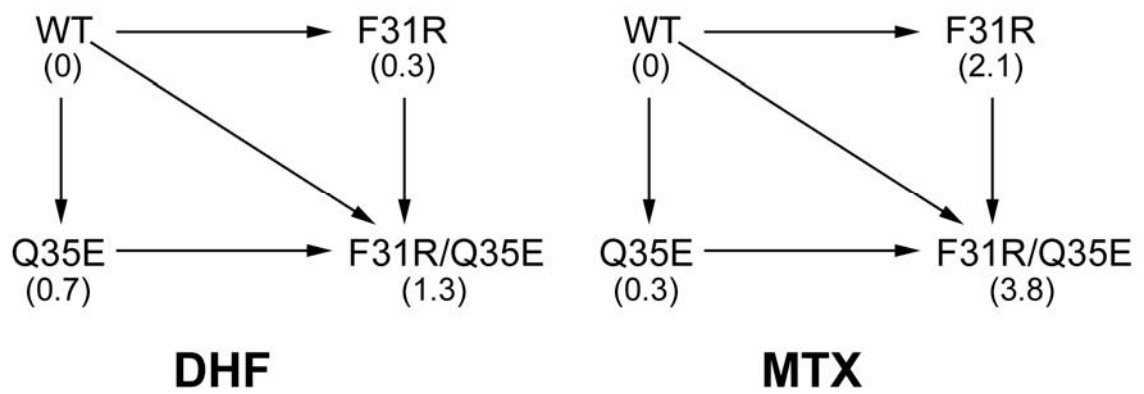 WT F31R
(0) (0.3)
Q35E F31R/Q35E
(0.7) (1.3)
DHF
WT F31R
(0) (2.1)
Q35E F31R/Q35E
(0.3) (3.8)
MTX